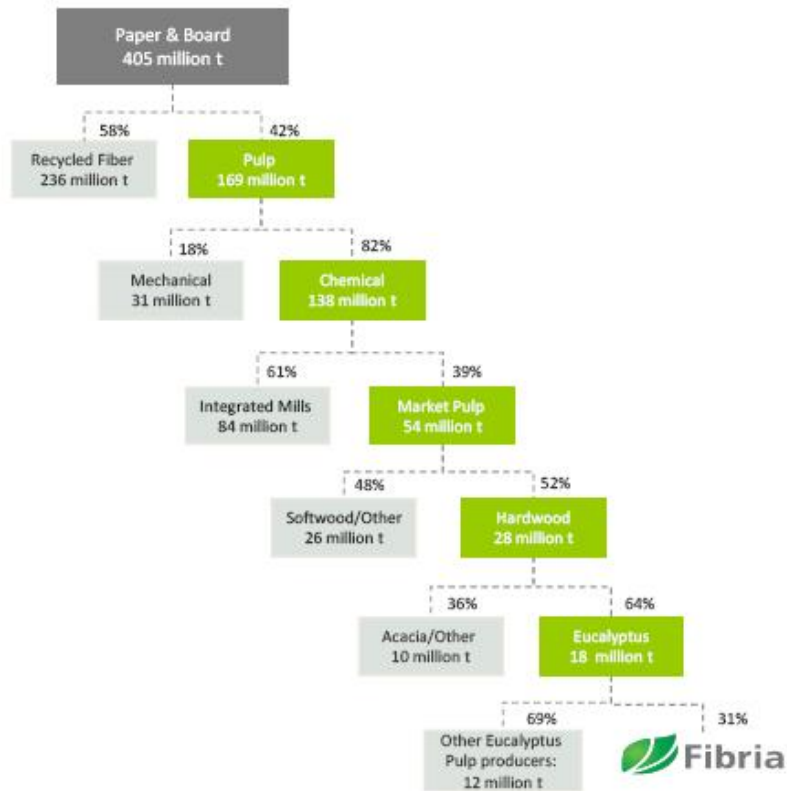 Paper & Board
405 million t
58%
42%
Recycled Fiber
236 million t
Pulp
169 million t
18%
82%
Mechanical
31 million t
Chemical
138 million t
61%
39%
Integrated Mills
84 million t
Market Pulp
54 million t
48%
52%
Softwood/Other
26 million t
Hardwood
28 million t
36%
64%
Acacia/Other
10 million t
Eucalyptus
18 million t
69%
31%
Other Eucalyptus
Pulp producers:
12 million t
Fibria